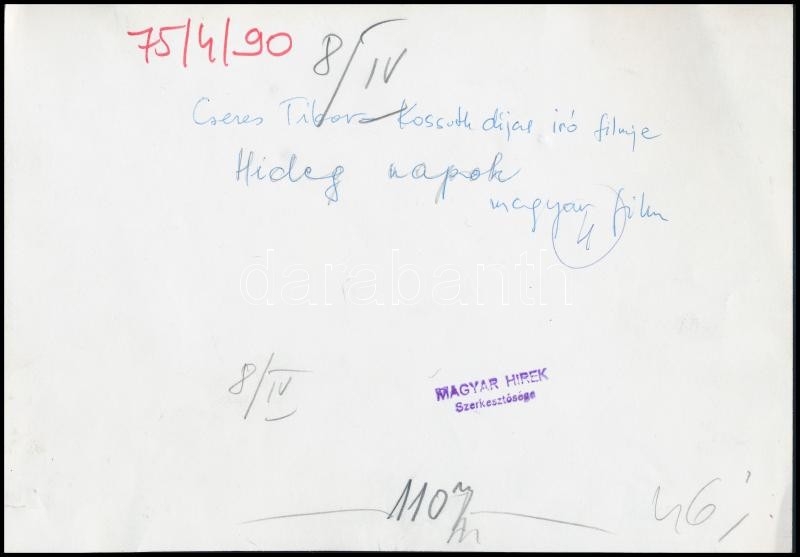 75/4/90
8/IV
Cseres Tibor Kossuth díjas író filmje
Hideg napok
magyar film
4
darabanth
8/IV
MAGYAR HIREK
Szerkesztősége
110
46